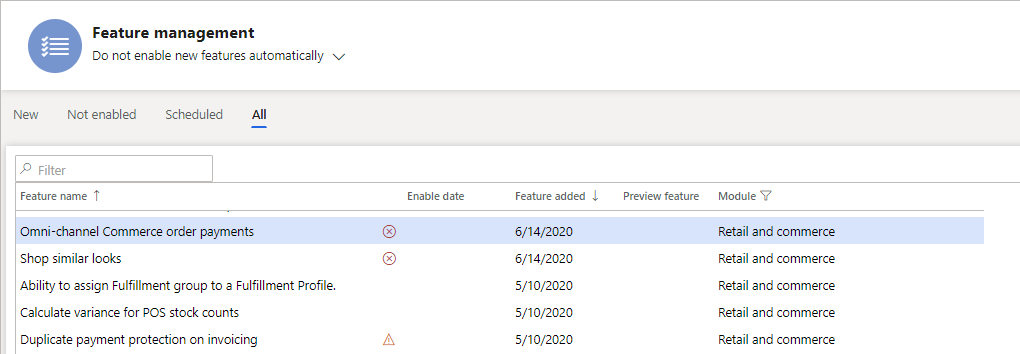 Feature management
Do not enable new features automatically
New Not enabled Scheduled All
Filter
Feature name ↑ Enable date Feature added ↓ Preview feature Module
Omni-channel Commerce order payments 6/14/2020 Retail and commerce
Shop similar looks 6/14/2020 Retail and commerce
Ability to assign Fulfillment group to a Fulfillment Profile. 5/10/2020 Retail and commerce
Calculate variance for POS stock counts 5/10/2020 Retail and commerce
Duplicate payment protection on invoicing 5/10/2020 Retail and commerce